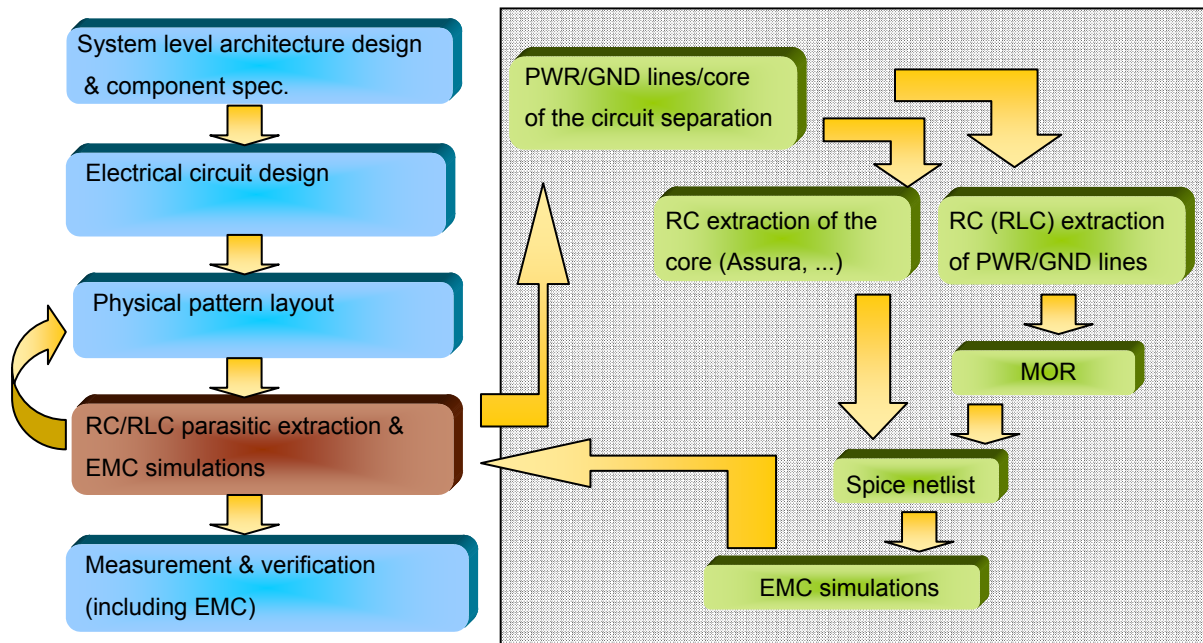 System level architecture design
& component spec.
Electrical circuit design
Physical pattern layout
RC/RLC parasitic extraction &
EMC simulations
Measurement & verification
(including EMC)
PWR/GND lines/core
of the circuit separation
RC extraction of the
core (Assura, ...)
RC (RLC) extraction
of PWR/GND lines
MOR
Spice netlist
EMC simulations